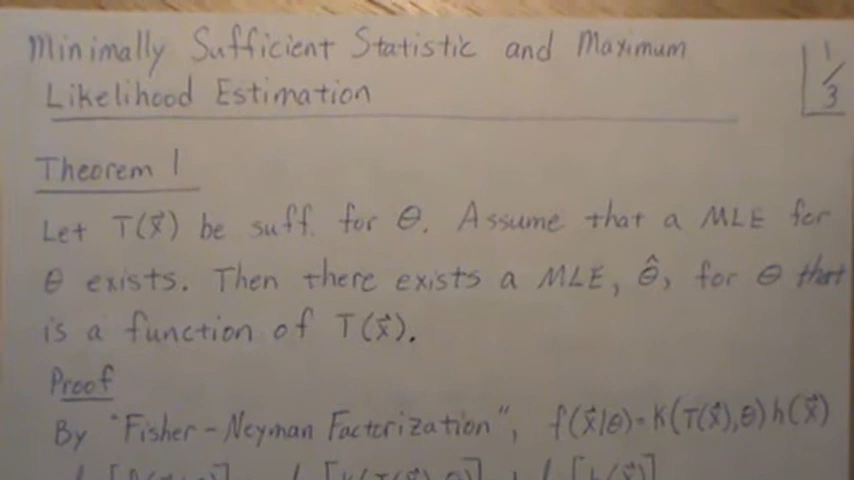 Minimally Sufficient Statistic and Maximum
Likelihood Estimation
1/3
Theorem 1
Let T(x⃗) be suff. for θ. Assume that a MLE for
θ exists. Then there exists a MLE, θ̂, for θ that
is a function of T(x⃗).
Proof
By "Fisher-Neyman Factorization", f(x⃗|θ)=K(T(x⃗),θ)h(x⃗)